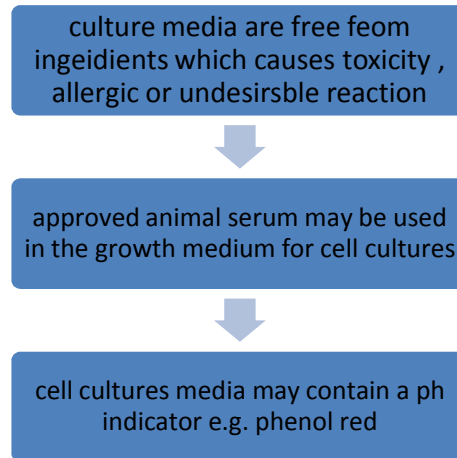 culture media are free feom
ingeidients which causes toxicity ,
allergic or undesirsble reaction
approved animal serum may be used
in the growth medium for cell cultures
cell cultures media may contain a ph
indicator e.g. phenol red